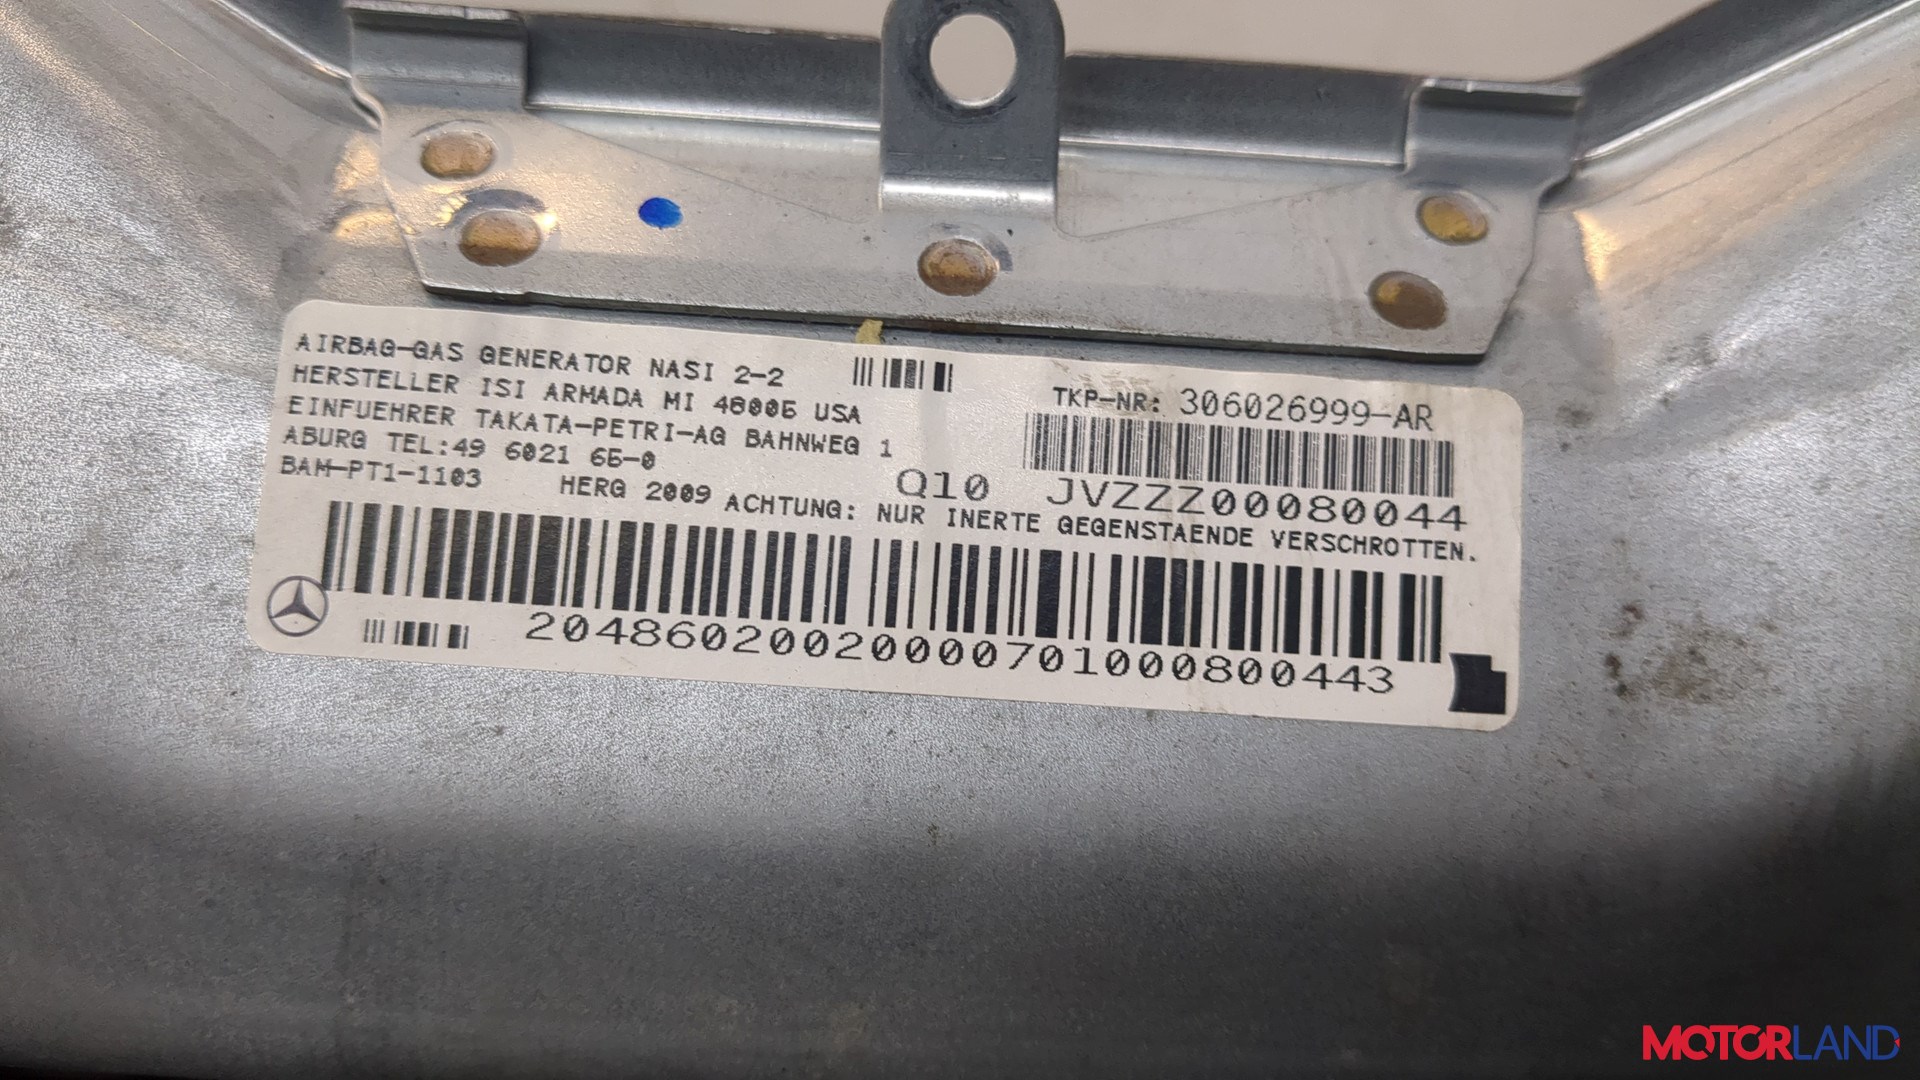 AIRBAG-GAS GENERATOR NASI 2-2
HERSTELLER ISI ARMADA MI 48005 USA
EINFUEHRER TAKATA-PETRI-AG BAHNWEG 1
ABURG TEL:49 6021 65-0
BAM-PT1-1103 HERG 2009
TKP-NR: 306026999-AR
Q10 JVZZZ00080044
ACHTUNG: NUR INERTE GEGENSTAENDE VERSCHROTTEN.
20486020020000701000800443
MOTORLAND